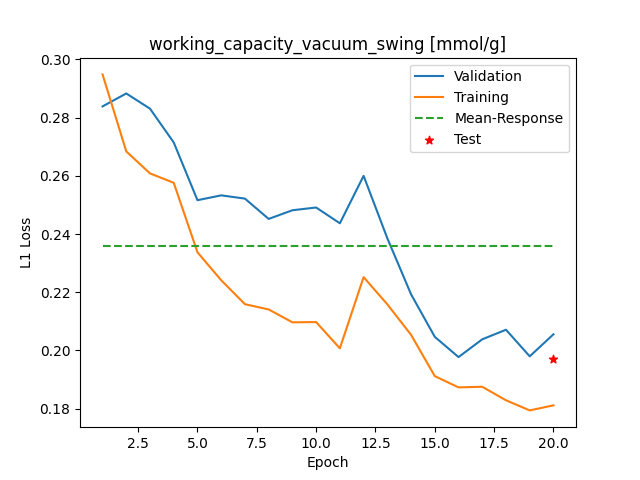 working_capacity_vacuum_swing [mmol/g]
0.30
0.28
0.26
0.24
0.22
0.20
0.18
L1 Loss
Validation
Training
Mean-Response
Test
2.5 5.0 7.5 10.0 12.5 15.0 17.5 20.0
Epoch